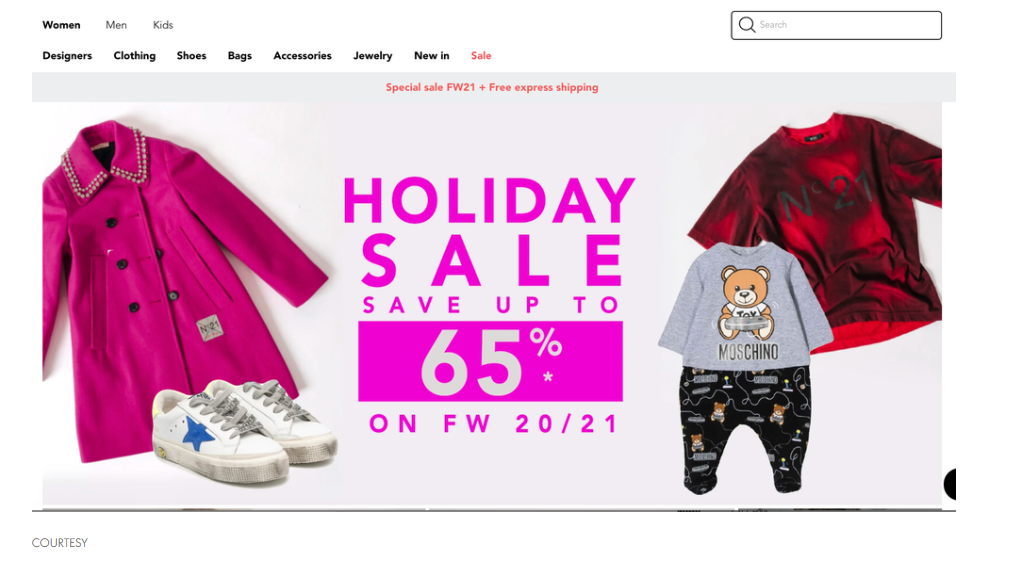 Women Men Kids
Search
Designers Clothing Shoes Bags Accessories Jewelry New in Sale
Special sale FW21 + Free express shipping
HOLIDAY
SALE
SAVE UP TO
65%
*
ON FW 20/21
N°21
N°21
TOY
MOSCHINO
COURTESY